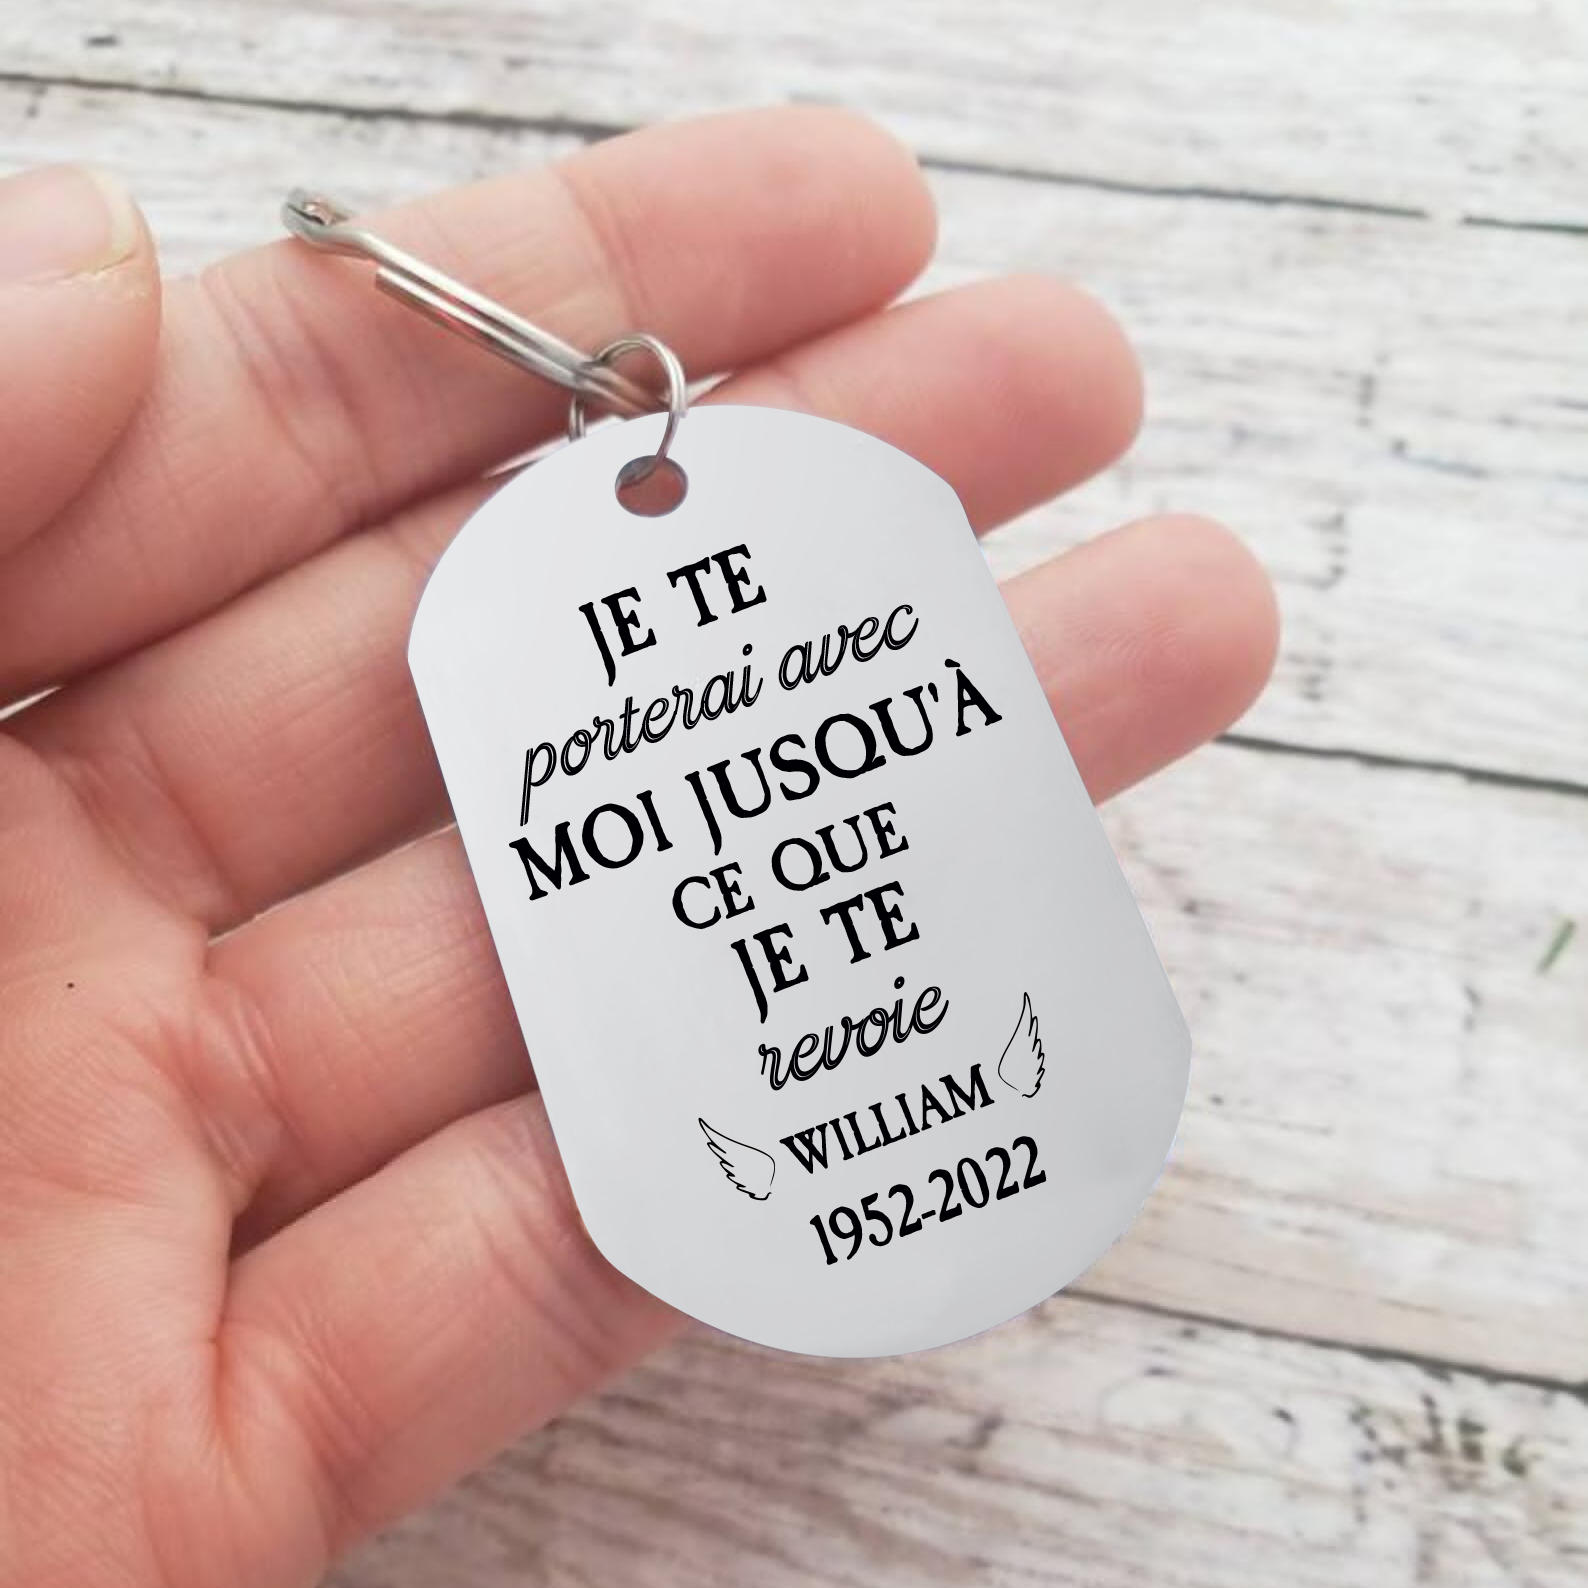 JE TE
porterai avec
MOI JUSQU'À
CE QUE
JE TE
revoie
WILLIAM
1952-2022